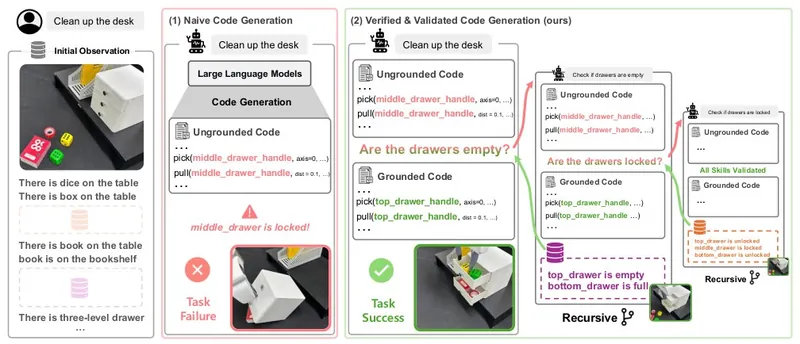 Clean up the desk
Initial Observation
There is dice on the table
There is box on the table
There is book on the table
book is on the bookshelf
There is three-level drawer
...
(1) Naive Code Generation
Clean up the desk
Large Language Models
Code Generation
Ungrounded Code
...
pick(middle_drawer_handle, axis=0, ...)
pull(middle_drawer_handle, dist = 0.1, ...)
...
middle_drawer is locked!
Task
Failure
(2) Verified & Validated Code Generation (ours)
Clean up the desk
...
Ungrounded Code
pick(middle_drawer_handle, axis=0, ...)
pull(middle_drawer_handle, dist = 0.1, ...)
...
Are the drawers empty?
Grounded Code
...
pick(top_drawer_handle, axis=0, ...)
pull(top_drawer_handle, dist = 0.1, ...)
...
Task
Success
Check if drawers are empty
Ungrounded Code
...
pick(middle_drawer_handle, ...)
pull(middle_drawer_handle, ...)
...
Are the drawers locked?
Grounded Code
...
pick(top_drawer_handle, ...)
pull(top_drawer_handle ...)
...
top_drawer is empty
bottom_drawer is full
Recursive
Check if drawers are locked
Ungrounded Code
...
All Skills Validated
Grounded Code
...
top_drawer is unlocked
middle_drawer is locked
bottom_drawer is unlocked
Recursive